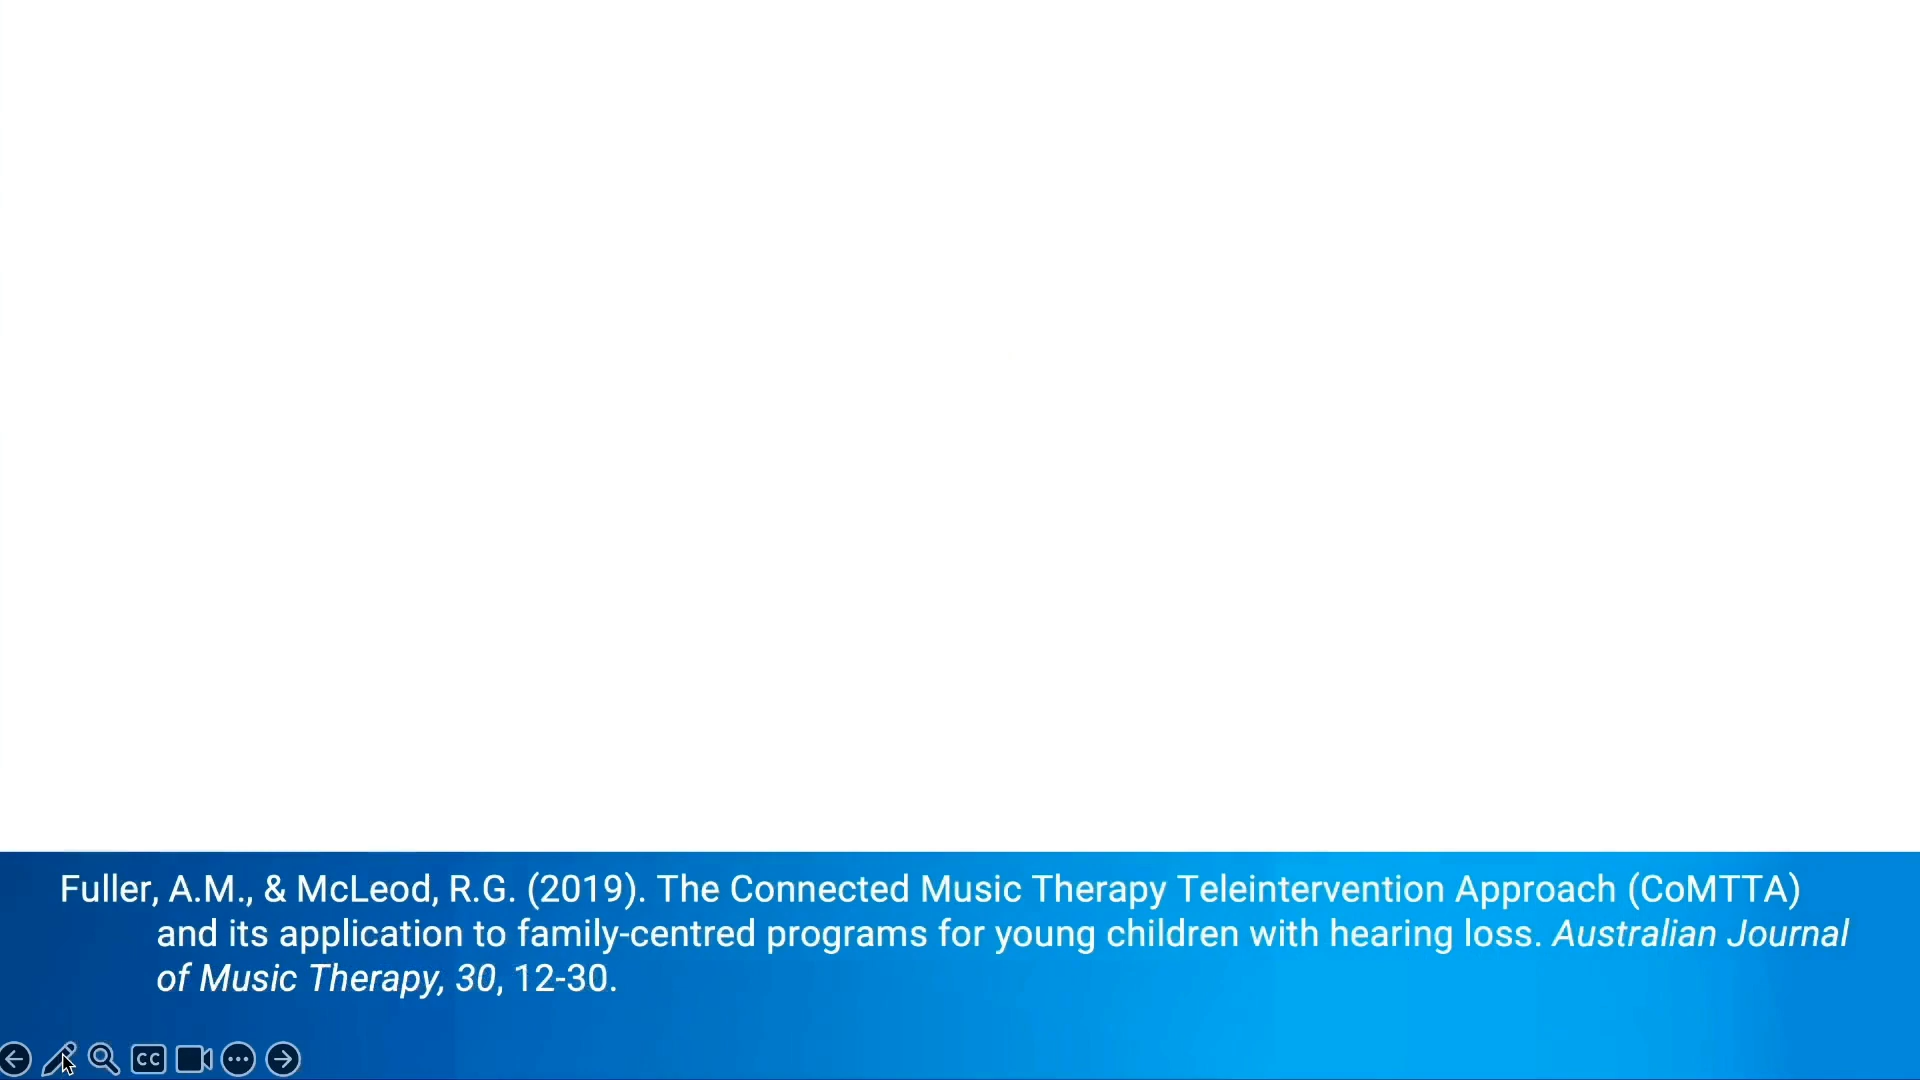 Fuller, A.M., & McLeod, R.G. (2019). The Connected Music Therapy Teleintervention Approach (CoMTTA)
and its application to family-centred programs for young children with hearing loss. Australian Journal
of Music Therapy, 30, 12-30.
CC